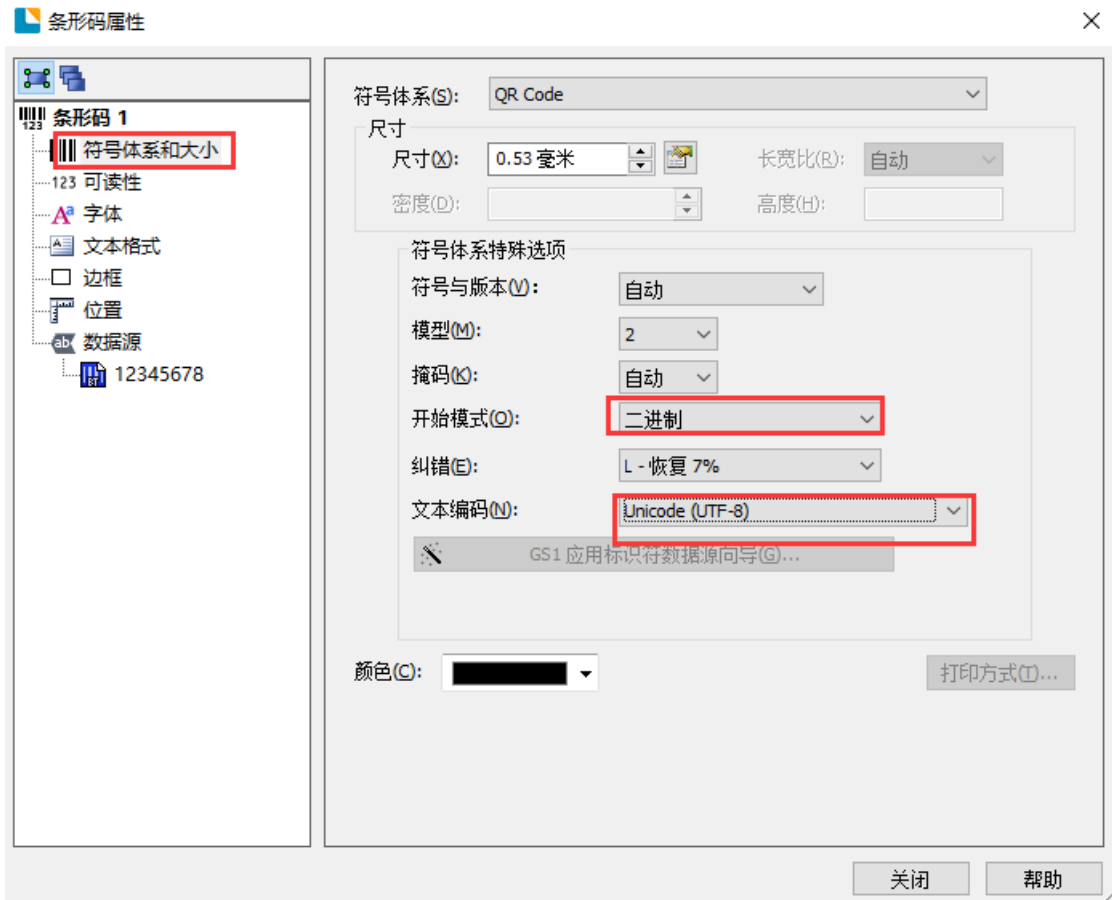 条形码属性
条形码 1
符号体系和大小
123 可读性
字体
文本格式
边框
位置
数据源
12345678
符号体系(S): QR Code
尺寸
尺寸(X): 0.53 毫米 长宽比(R): 自动
密度(D): 高度(H):
符号体系特殊选项
符号与版本(V): 自动
模型(M): 2
掩码(K): 自动
开始模式(O): 二进制
纠错(E): L - 恢复 7%
文本编码(N): Unicode (UTF-8)
GS1 应用标识符数据源向导(G)...
颜色(C): 打印方式(T)...
关闭 帮助